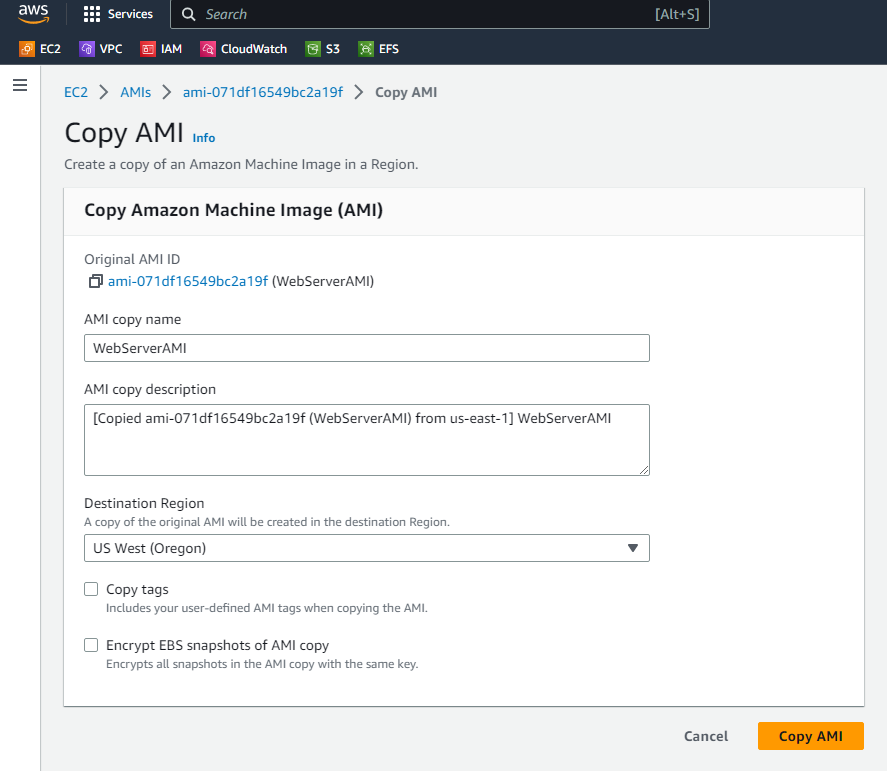 aws
Services
Search [Alt+S]
EC2 VPC IAM CloudWatch S3 EFS
EC2 > AMIs > ami-071df16549bc2a19f > Copy AMI
Copy AMI Info
Create a copy of an Amazon Machine Image in a Region.
Copy Amazon Machine Image (AMI)
Original AMI ID
ami-071df16549bc2a19f (WebServerAMI)
AMI copy name
WebServerAMI
AMI copy description
[Copied ami-071df16549bc2a19f (WebServerAMI) from us-east-1] WebServerAMI
Destination Region
A copy of the original AMI will be created in the destination Region.
US West (Oregon)
Copy tags
Includes your user-defined AMI tags when copying the AMI.
Encrypt EBS snapshots of AMI copy
Encrypts all snapshots in the AMI copy with the same key.
Cancel Copy AMI